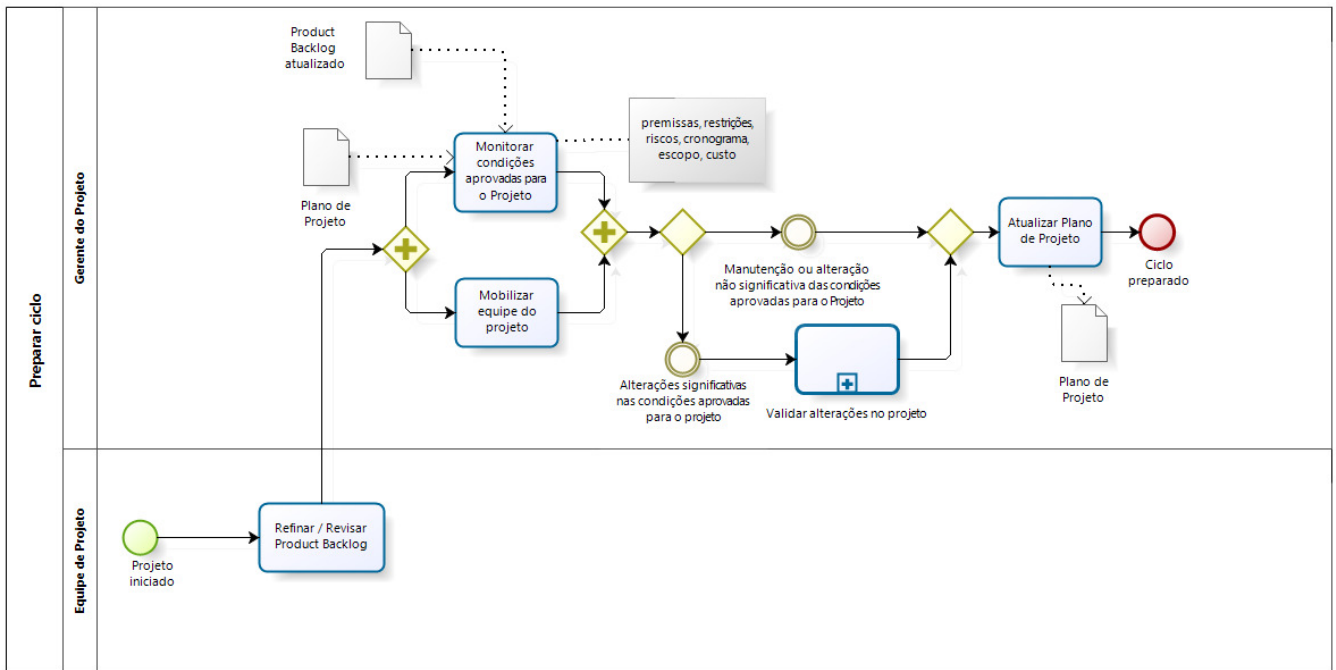 Preparar ciclo
Gerente do Projeto
Product
Backlog
atualizado
Plano de
Projeto
Monitorar
condições
aprovadas para
o Projeto
premissas, restrições,
riscos, cronograma,
escopo, custo
Mobilizar
equipe do
projeto
Manutenção ou alteração
não significativa das condições
aprovadas para o Projeto
Alterações significativas
nas condições aprovadas
para o projeto
Validar alterações no projeto
Atualizar Plano
de Projeto
Ciclo
preparado
Plano de
Projeto
Equipe de Projeto
Projeto
iniciado
Refinar / Revisar
Product Backlog